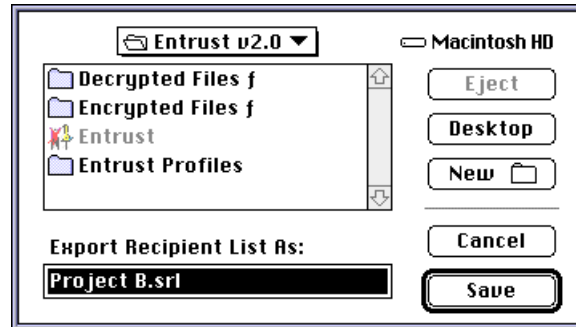 Entrust v2.0
Macintosh HD
Decrypted Files ƒ
Encrypted Files ƒ
Entrust
Entrust Profiles
Eject
Desktop
New
Export Recipient List As:
Project B.srl
Cancel
Save